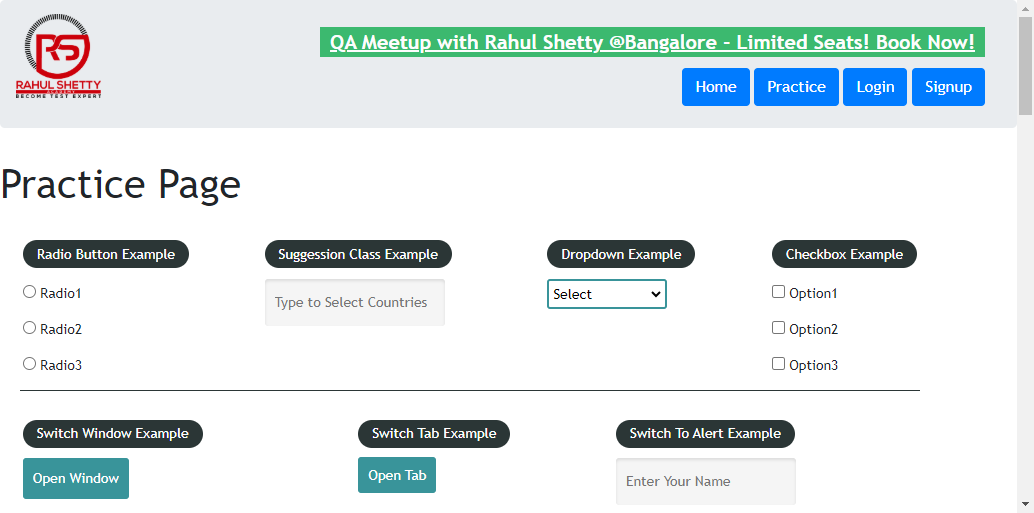 RS
RAHUL SHETTY
ACADEMY
BECOME TEST EXPERT
QA Meetup with Rahul Shetty @Bangalore - Limited Seats! Book Now!
Home Practice Login Signup
Practice Page
Radio Button Example Suggession Class Example Dropdown Example Checkbox Example
Radio1 Type to Select Countries Select Option1
Radio2 Option2
Radio3 Option3
Switch Window Example Switch Tab Example Switch To Alert Example
Open Window Open Tab Enter Your Name